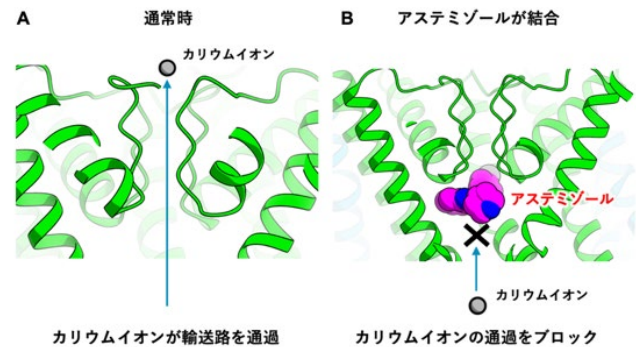 A 通常時
カリウムイオン
カリウムイオンが輸送路を通過
B アステミゾールが結合
アステミゾール
カリウムイオン
カリウムイオンの通過をブロック